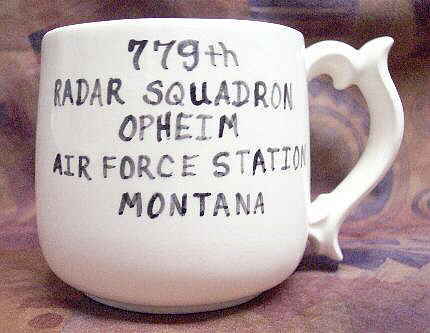 779th
RADAR SQUADRON
OPHEIM
AIR FORCE STATION
MONTANA